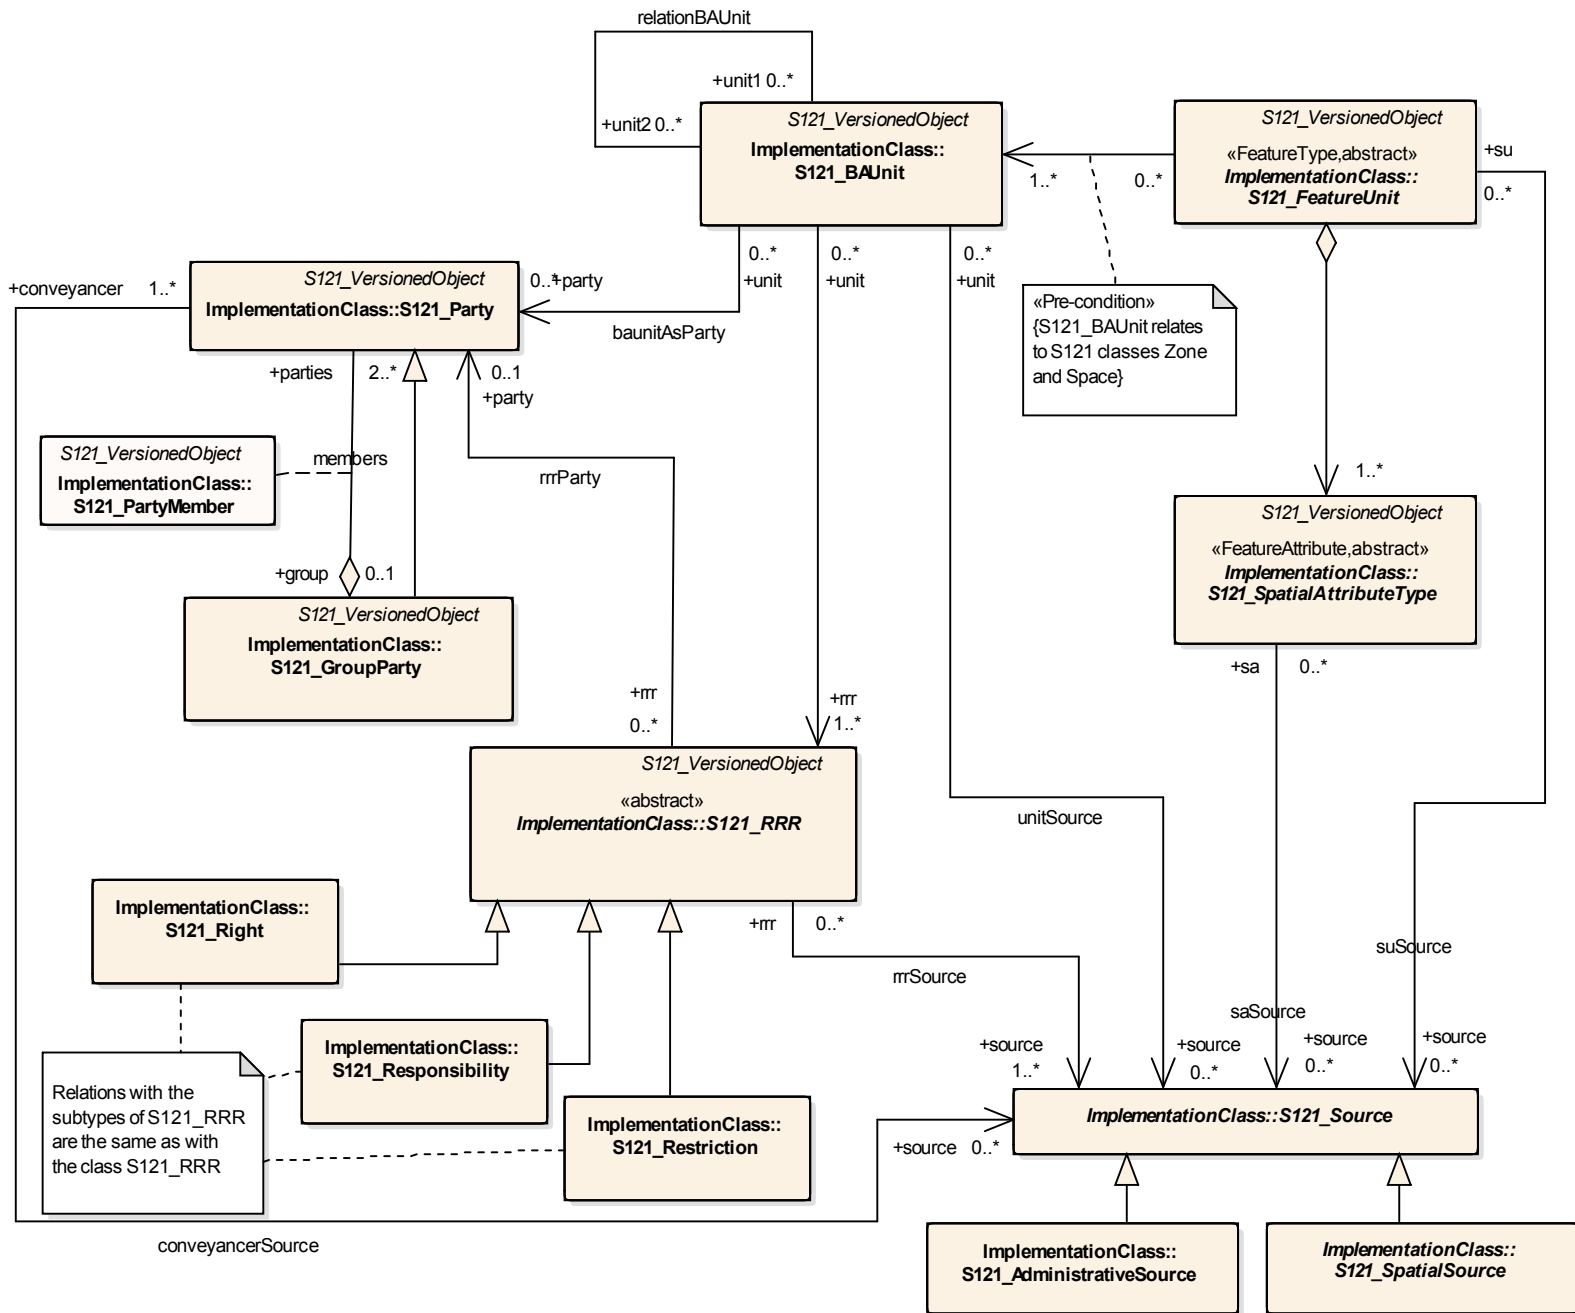 relationBAUnit
+unit1 0..*
+unit2 0..*
S121_VersionedObject
ImplementationClass::
S121_BAUnit
S121_VersionedObject
«FeatureType,abstract»
ImplementationClass::
S121_FeatureUnit
+su
0..*
1..*
0..*
0..*
+unit
0..*
+unit
0..*
+unit
«Pre-condition»
{S121_BAUnit relates
to S121 classes Zone
and Space}
+conveyancer
1..*
S121_VersionedObject
ImplementationClass::S121_Party
0..*
+party
baunitAsParty
+parties
2..*
0..1
+party
S121_VersionedObject
ImplementationClass::
S121_PartyMember
members
rrrParty
1..*
S121_VersionedObject
«FeatureAttribute,abstract»
ImplementationClass::
S121_SpatialAttributeType
+group
0..1
S121_VersionedObject
ImplementationClass::
S121_GroupParty
+sa
0..*
+rrr
0..*
+rrr
1..*
S121_VersionedObject
«abstract»
ImplementationClass::S121_RRR
unitSource
ImplementationClass::
S121_Right
+rrr
0..*
rrrSource
suSource
saSource
ImplementationClass::
S121_Responsibility
Relations with the
subtypes of S121_RRR
are the same as with
the class S121_RRR
ImplementationClass::
S121_Restriction
+source
1..*
+source
0..*
+source
0..*
+source
0..*
ImplementationClass::S121_Source
+source 0..*
conveyancerSource
ImplementationClass::
S121_AdministrativeSource
ImplementationClass::
S121_SpatialSource